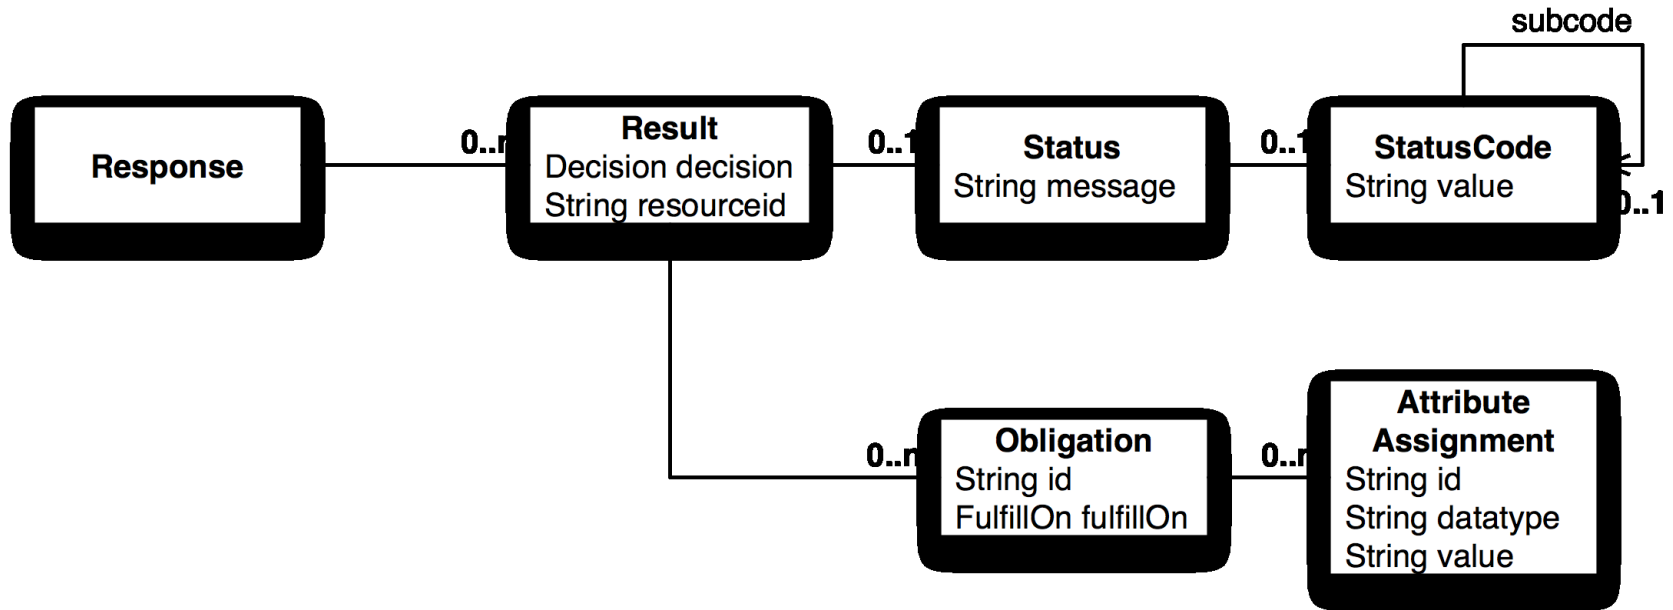 subcode
Response
0..n
Result
Decision decision
String resourceid
0..1
Status
String message
0..1
StatusCode
String value
0..1
0..n
Obligation
String id
FulfillOn fulfillOn
0..n
Attribute
Assignment
String id
String datatype
String value